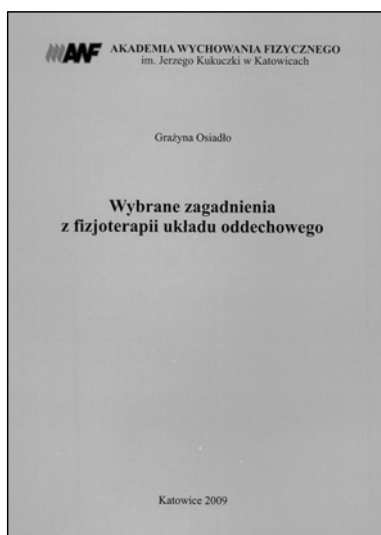 AWF AKADEMIA WYCHOWANIA FIZYCZNEGO
im. Jerzego Kukuczki w Katowicach
Grażyna Osiadło
Wybrane zagadnienia
z fizjoterapii układu oddechowego
Katowice 2009